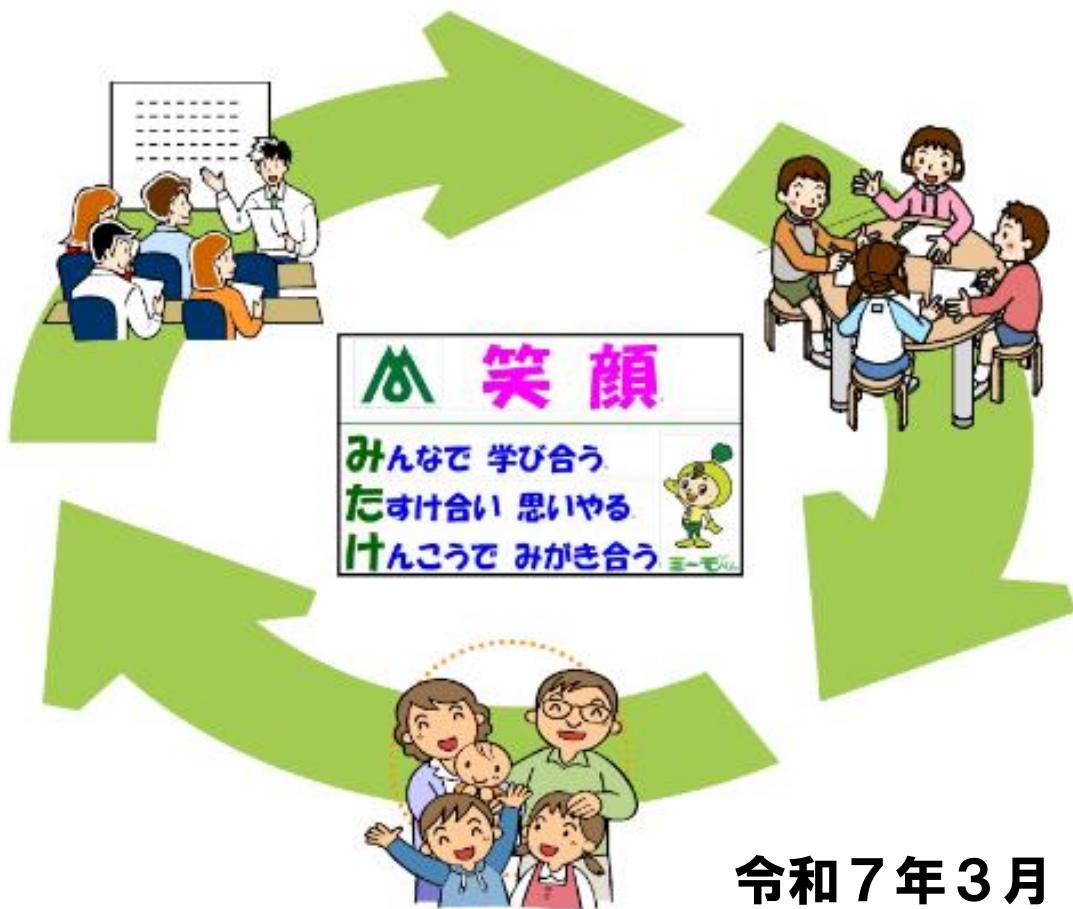 笑顔
みんなで 学び合う
たすけ合い 思いやる
けんこうで みがき合う
ミーモくん
令和７年３月